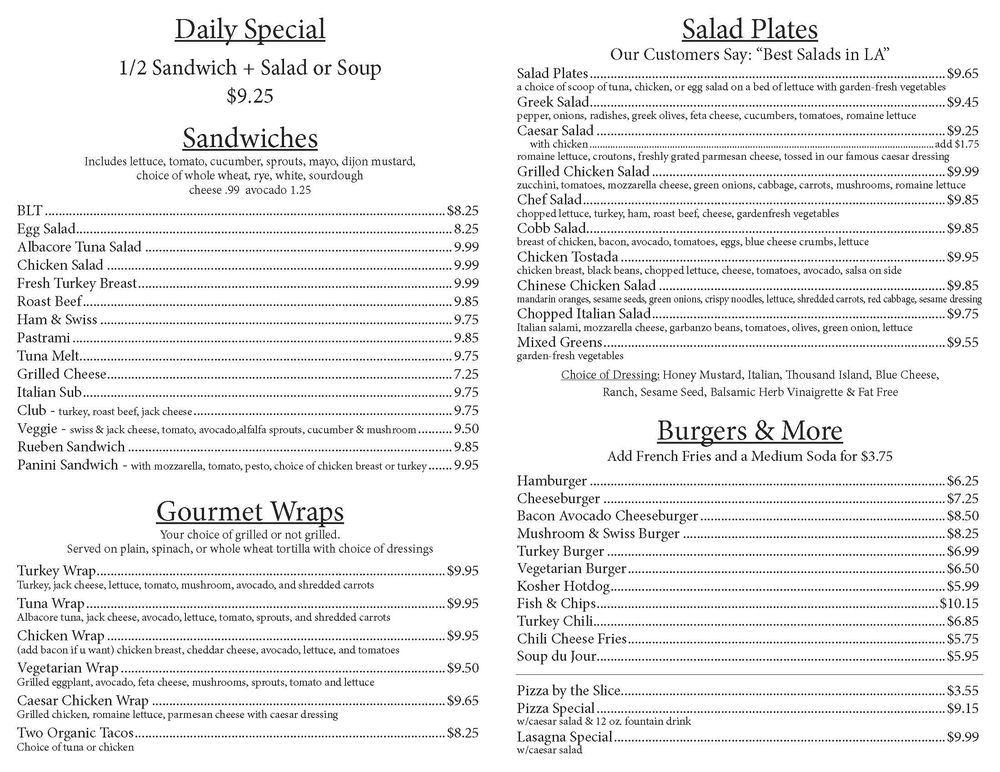 Daily Special
1/2 Sandwich + Salad or Soup
$9.25
Sandwiches
Includes lettuce, tomato, cucumber, sprouts, mayo, dijon mustard,
choice of whole wheat, rye, white, sourdough
cheese .99 avocado 1.25
BLT $8.25
Egg Salad 8.25
Albacore Tuna Salad 9.99
Chicken Salad 9.99
Fresh Turkey Breast 9.99
Roast Beef 9.85
Ham & Swiss 9.75
Pastrami 9.85
Tuna Melt 9.75
Grilled Cheese 7.25
Italian Sub 9.75
Club - turkey, roast beef, jack cheese 9.75
Veggie - swiss & jack cheese, tomato, avocado,alfalfa sprouts, cucumber & mushroom 9.50
Rueben Sandwich 9.85
Panini Sandwich - with mozzarella, tomato, pesto, choice of chicken breast or turkey 9.95
Gourmet Wraps
Your choice of grilled or not grilled.
Served on plain, spinach, or whole wheat tortilla with choice of dressings
Turkey Wrap $9.95
Turkey, jack cheese, lettuce, tomato, mushroom, avocado, and shredded carrots
Tuna Wrap $9.95
Albacore tuna, jack cheese, avocado, lettuce, tomato, sprouts, and shredded carrots
Chicken Wrap $9.95
(add bacon if u want) chicken breast, cheddar cheese, avocado, lettuce, and tomatoes
Vegetarian Wrap $9.50
Grilled eggplant, avocado, feta cheese, mushrooms, sprouts, tomato and lettuce
Caesar Chicken Wrap $9.65
Grilled chicken, romaine lettuce, parmesan cheese with caesar dressing
Two Organic Tacos $8.25
Choice of tuna or chicken
Salad Plates
Our Customers Say: “Best Salads in LA”
Salad Plates $9.65
a choice of scoop of tuna, chicken, or egg salad on a bed of lettuce with garden-fresh vegetables
Greek Salad $9.45
pepper, onions, radishes, greek olives, feta cheese, cucumbers, tomatoes, romaine lettuce
Caesar Salad $9.25
with chicken add $1.75
romaine lettuce, croutons, freshly grated parmesan cheese, tossed in our famous caesar dressing
Grilled Chicken Salad $9.99
zucchini, tomatoes, mozzarella cheese, green onions, cabbage, carrots, mushrooms, romaine lettuce
Chef Salad $9.85
chopped lettuce, turkey, ham, roast beef, cheese, gardenfresh vegetables
Cobb Salad $9.85
breast of chicken, bacon, avocado, tomatoes, eggs, blue cheese crumbs, lettuce
Chicken Tostada $9.95
chicken breast, black beans, chopped lettuce, cheese, tomatoes, avocado, salsa on side
Chinese Chicken Salad $9.85
mandarin oranges, sesame seeds, green onions, crispy noodles, lettuce, shredded carrots, red cabbage, sesame dressing
Chopped Italian Salad $9.75
Italian salami, mozzarella cheese, garbanzo beans, tomatoes, olives, green onion, lettuce
Mixed Greens $9.55
garden-fresh vegetables
Choice of Dressing: Honey Mustard, Italian, Thousand Island, Blue Cheese,
Ranch, Sesame Seed, Balsamic Herb Vinaigrette & Fat Free
Burgers & More
Add French Fries and a Medium Soda for $3.75
Hamburger $6.25
Cheeseburger $7.25
Bacon Avocado Cheeseburger $8.50
Mushroom & Swiss Burger $8.25
Turkey Burger $6.99
Vegetarian Burger $6.50
Kosher Hotdog $5.99
Fish & Chips $10.15
Turkey Chili $6.85
Chili Cheese Fries $5.75
Soup du Jour $5.95
Pizza by the Slice $3.55
Pizza Special $9.15
w/caesar salad & 12 oz. fountain drink
Lasagna Special $9.99
w/caesar salad